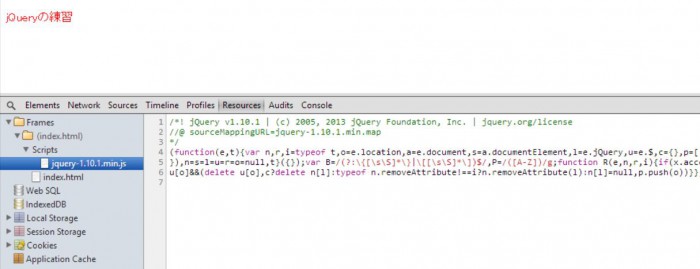 jQueryの練習
Elements Network Sources Timeline Profiles Resources Audits Console
Frames
(index.html)
Scripts
jquery-1.10.1.min.js
index.html
Web SQL
IndexedDB
Local Storage
Session Storage
Cookies
Application Cache
1 /*! jQuery v1.10.1 | (c) 2005, 2013 jQuery Foundation, Inc. | jquery.org/license
2 //@ sourceMappingURL=jquery-1.10.1.min.map
3 */
4 (function(e,t){var n,r,i=typeof t,o=e.location,a=e.document,s=a.documentElement,l=e.jQuery,u=e.$,c={},p=[
5 }),n=s=l=u=r=o=null,t}({});var B=/(?:\{[\s\S]*\}|\[[\s\S]*\])$/,P=/([A-Z])/g;function R(e,n,r,i){if(x.acce
6 u[o]&&(delete u[o],c?delete n[l]:typeof n.removeAttribute!==i?n.removeAttribute(l):n[l]=null,p.push(o))}}
7